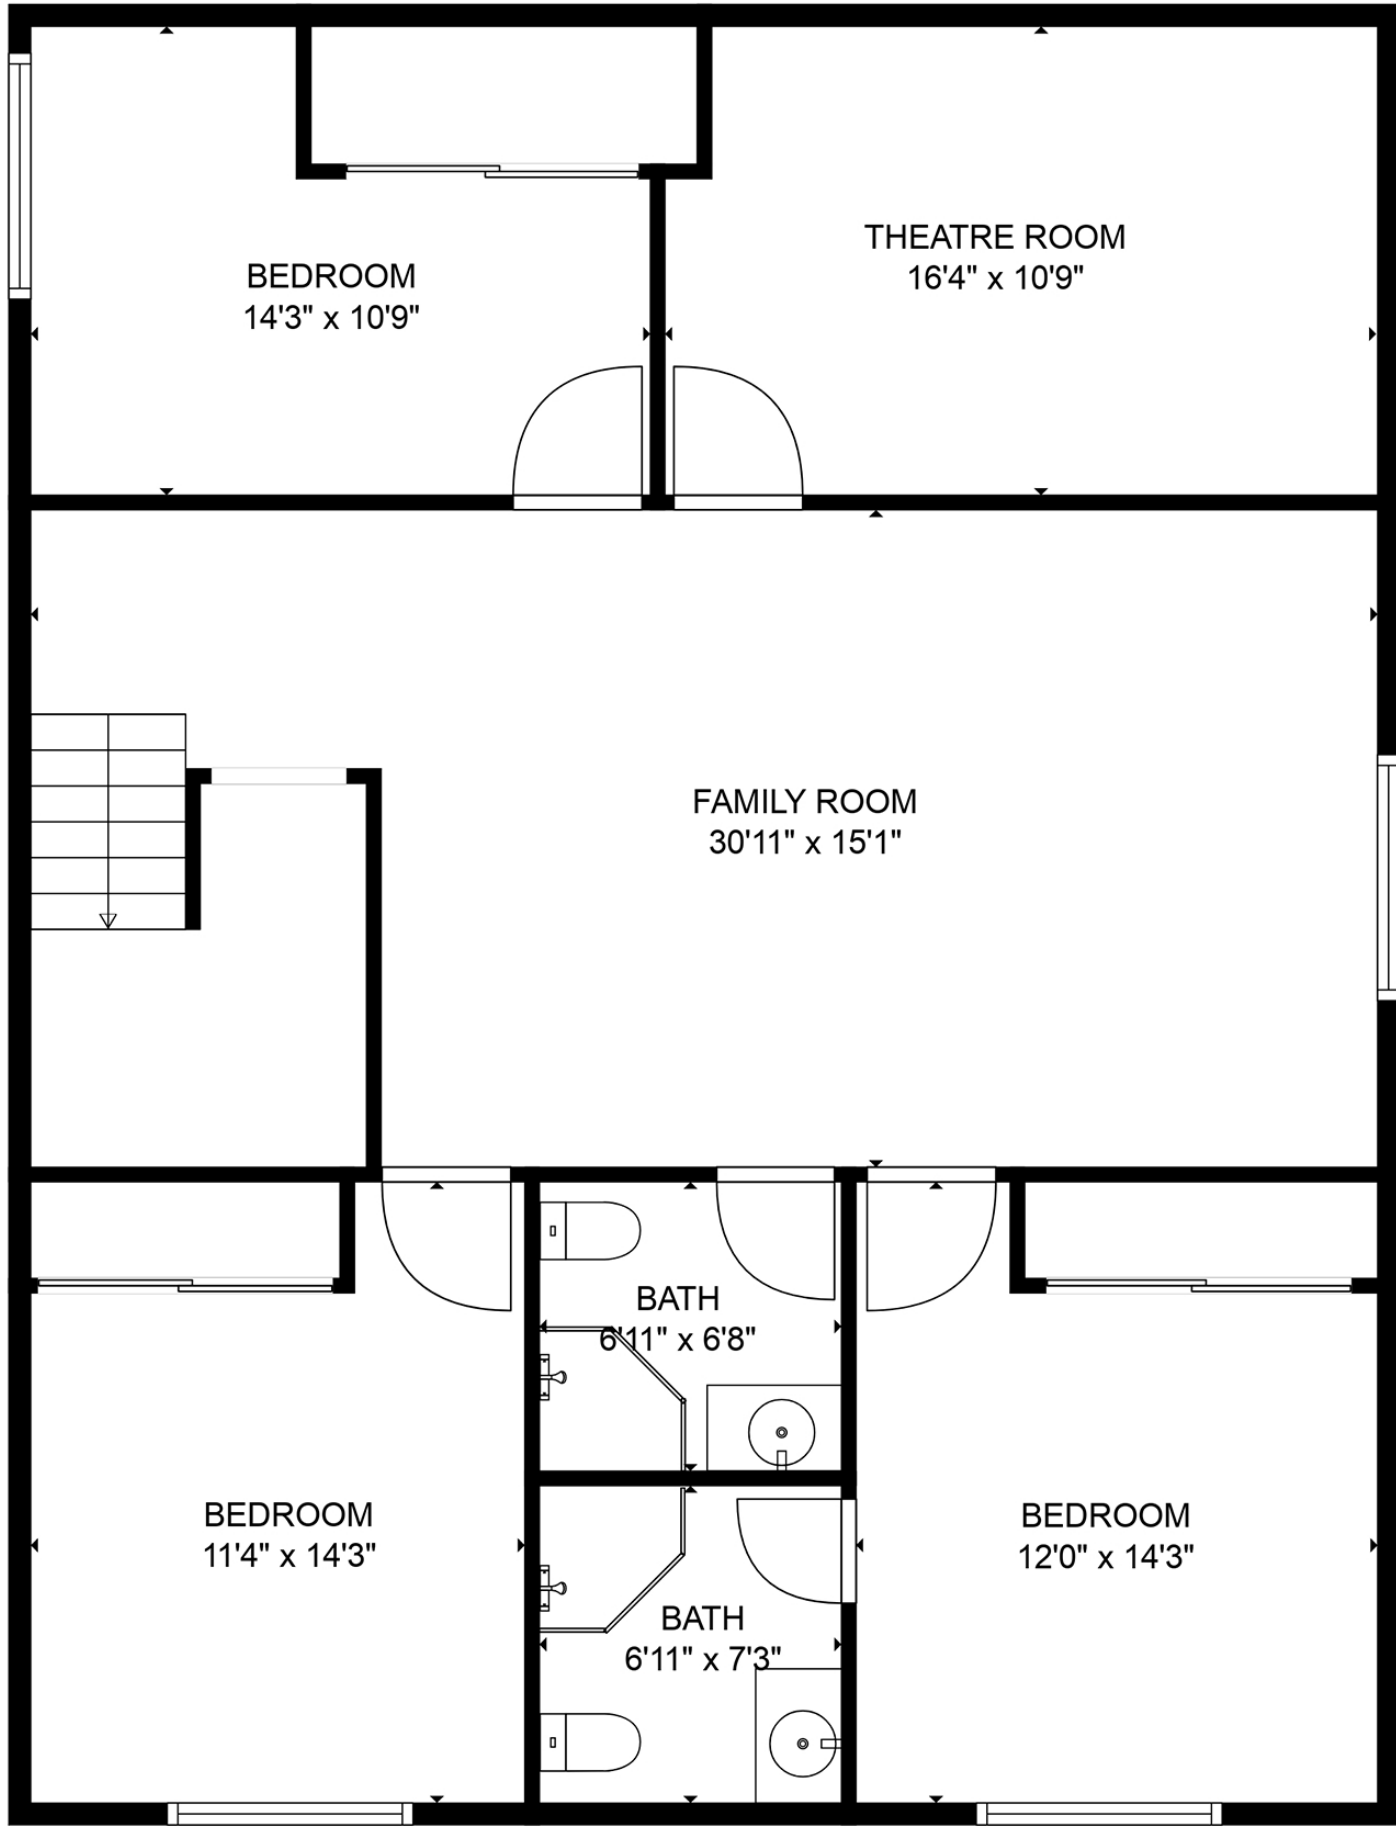 THEATRE ROOM
16'4" x 10'9"
BEDROOM
14'3" x 10'9"
FAMILY ROOM
30'11" x 15'1"
BATH
6'11" x 6'8"
BEDROOM
11'4" x 14'3"
BEDROOM
12'0" x 14'3"
BATH
6'11" x 7'3"